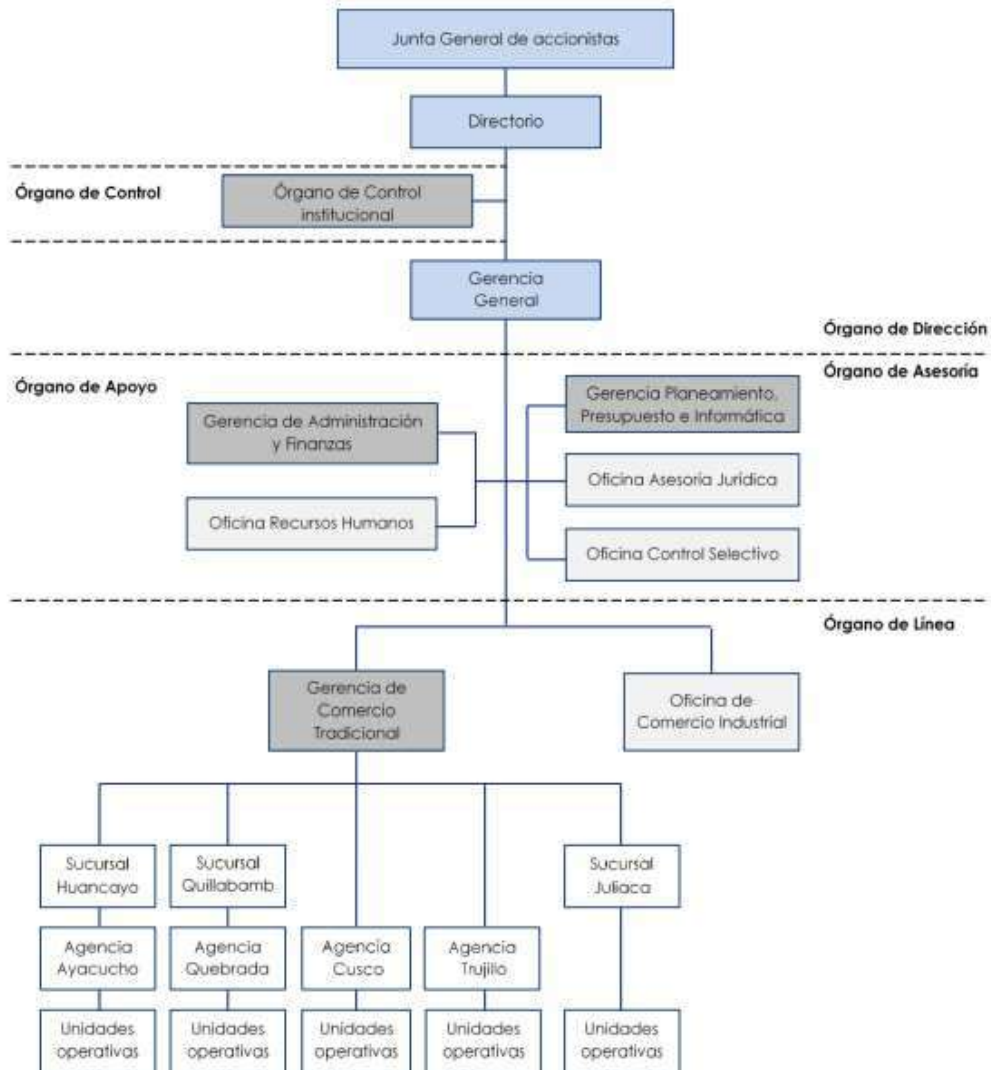 Junta General de accionistas
Directorio
Órgano de Control
Órgano de Control
institucional
Gerencia
General
Órgano de Dirección
Órgano de Apoyo
Órgano de Asesoría
Gerencia de Administración
y Finanzas
Gerencia Planeamiento,
Presupuesto e Informática
Oficina Asesoría Jurídica
Oficina Recursos Humanos
Oficina Control Selectivo
Órgano de Línea
Gerencia de
Comercio
Tradicional
Oficina de
Comercio Industrial
Sucursal
Huancayo
Sucursal
Quillabamb
Sucursal
Juliaca
Agencia
Ayacucho
Agencia
Quebrada
Agencia
Cusco
Agencia
Trujillo
Unidades
operativas
Unidades
operativas
Unidades
operativas
Unidades
operativas
Unidades
operativas